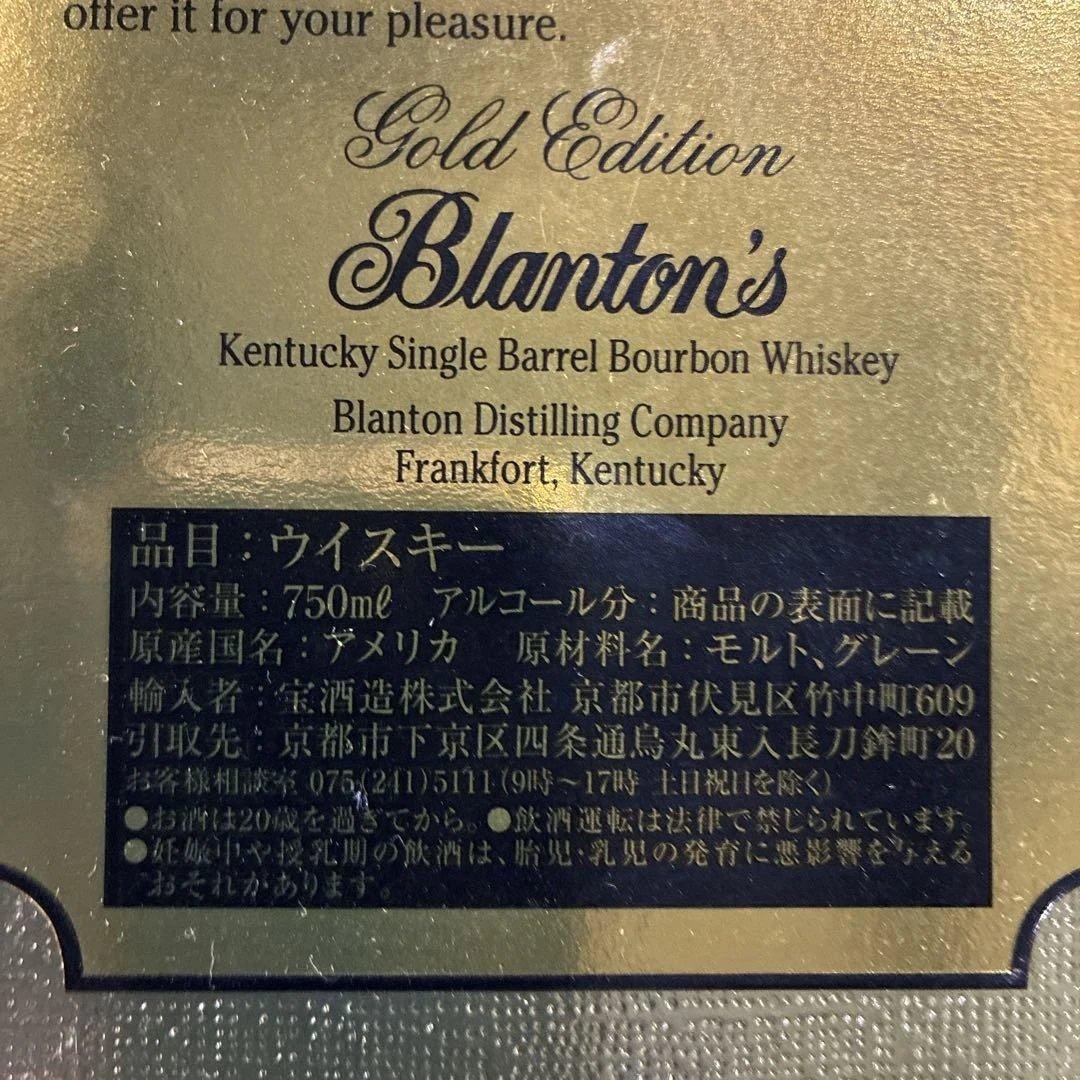 offer it for your pleasure.
Gold Edition
Blanton's
Kentucky Single Barrel Bourbon Whiskey
Blanton Distilling Company
Frankfort, Kentucky
品目：ウイスキー
内容量：750mℓ アルコール分：商品の表面に記載
原産国名：アメリカ 原材料名：モルト、グレーン
輸入者：宝酒造株式会社 京都市伏見区竹中町609
引取先：京都市下京区四条通烏丸東入長刀鉾町20
お客様相談室 075(241)5111(9時～17時 土日祝日を除く)
●お酒は20歳を過ぎてから。●飲酒運転は法律で禁じられています。
●妊娠中や授乳期の飲酒は、胎児・乳児の発育に悪影響を与える
おそれがあります。